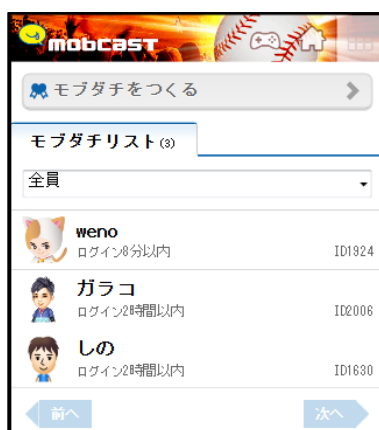 mobcast
モブダチをつくる
モブダチリスト(3)
全員
weno
ログイン8分以内
ID1924
ガラコ
ログイン2時間以内
ID2006
しの
ログイン2時間以内
ID1630
前へ
次へ